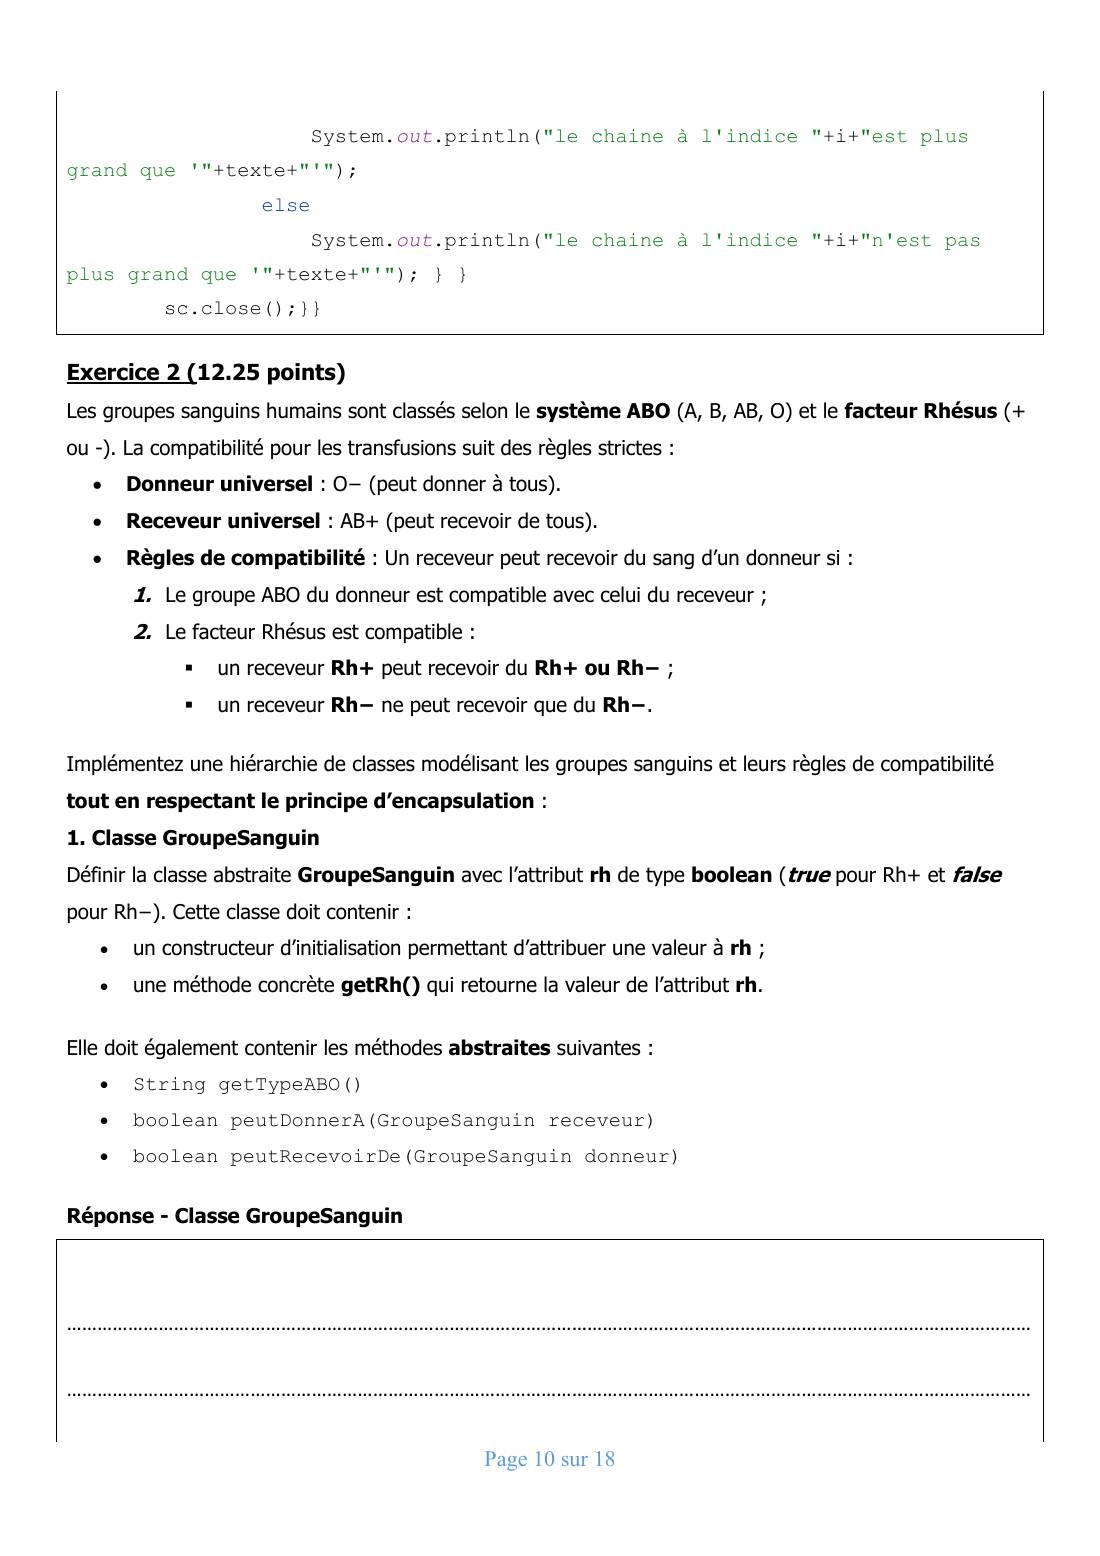 System.out.println("le chaine à l'indice "+i+"est plus
grand que '"+texte+"'");
else
System.out.println("le chaine à l'indice "+i+"n'est pas
plus grand que '"+texte+"'"); } }
sc.close();}}
Exercice 2 (12.25 points)
Les groupes sanguins humains sont classés selon le système ABO (A, B, AB, O) et le facteur Rhésus (+
ou -). La compatibilité pour les transfusions suit des règles strictes :
• Donneur universel : O− (peut donner à tous).
• Receveur universel : AB+ (peut recevoir de tous).
• Règles de compatibilité : Un receveur peut recevoir du sang d’un donneur si :
1. Le groupe ABO du donneur est compatible avec celui du receveur ;
2. Le facteur Rhésus est compatible :
▪ un receveur Rh+ peut recevoir du Rh+ ou Rh− ;
▪ un receveur Rh− ne peut recevoir que du Rh−.
Implémentez une hiérarchie de classes modélisant les groupes sanguins et leurs règles de compatibilité
tout en respectant le principe d’encapsulation :
1. Classe GroupeSanguin
Définir la classe abstraite GroupeSanguin avec l’attribut rh de type boolean (true pour Rh+ et false
pour Rh−). Cette classe doit contenir :
• un constructeur d’initialisation permettant d’attribuer une valeur à rh ;
• une méthode concrète getRh() qui retourne la valeur de l’attribut rh.
Elle doit également contenir les méthodes abstraites suivantes :
• String getTypeABO()
• boolean peutDonnerA(GroupeSanguin receveur)
• boolean peutRecevoirDe(GroupeSanguin donneur)
Réponse - Classe GroupeSanguin
……………………………………………………………………………………………………………………………………………………………………
……………………………………………………………………………………………………………………………………………………………………
Page 10 sur 18